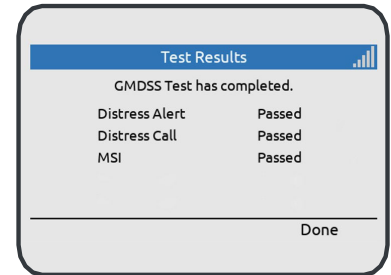 Test Results
GMDSS Test has completed.
Distress Alert Passed
Distress Call Passed
MSI Passed
Done